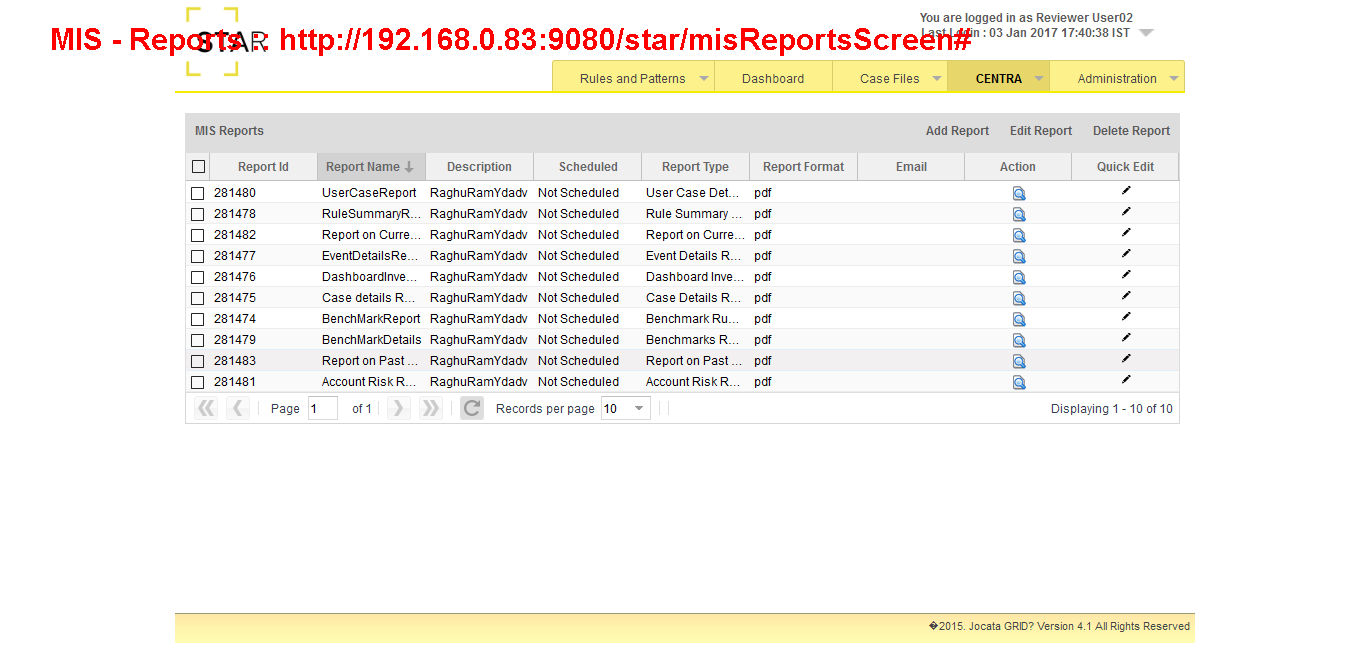 You are logged in as Reviewer User02
STAR
MIS - Reports :: http://192.168.0.83:9080/star/misReportsScreen#
Last Login : 03 Jan 2017 17:40:38 IST
Rules and Patterns Dashboard Case Files CENTRA Administration
MIS Reports Add Report Edit Report Delete Report
Report Id Report Name Description Scheduled Report Type Report Format Email Action Quick Edit
281480 UserCaseReport RaghuRamYdadv Not Scheduled User Case Det... pdf
281478 RuleSummaryR... RaghuRamYdadv Not Scheduled Rule Summary ... pdf
281482 Report on Curre... RaghuRamYdadv Not Scheduled Report on Curre... pdf
281477 EventDetailsRe... RaghuRamYdadv Not Scheduled Event Details R... pdf
281476 DashboardInve... RaghuRamYdadv Not Scheduled Dashboard Inve... pdf
281475 Case details R... RaghuRamYdadv Not Scheduled Case Details R... pdf
281474 BenchMarkReport RaghuRamYdadv Not Scheduled Benchmark Ru... pdf
281479 BenchMarkDetails RaghuRamYdadv Not Scheduled Benchmarks R... pdf
281483 Report on Past ... RaghuRamYdadv Not Scheduled Report on Past ... pdf
281481 Account Risk R... RaghuRamYdadv Not Scheduled Account Risk R... pdf
Page 1 of 1 Records per page 10 Displaying 1 - 10 of 10
�2015. Jocata GRID? Version 4.1 All Rights Reserved